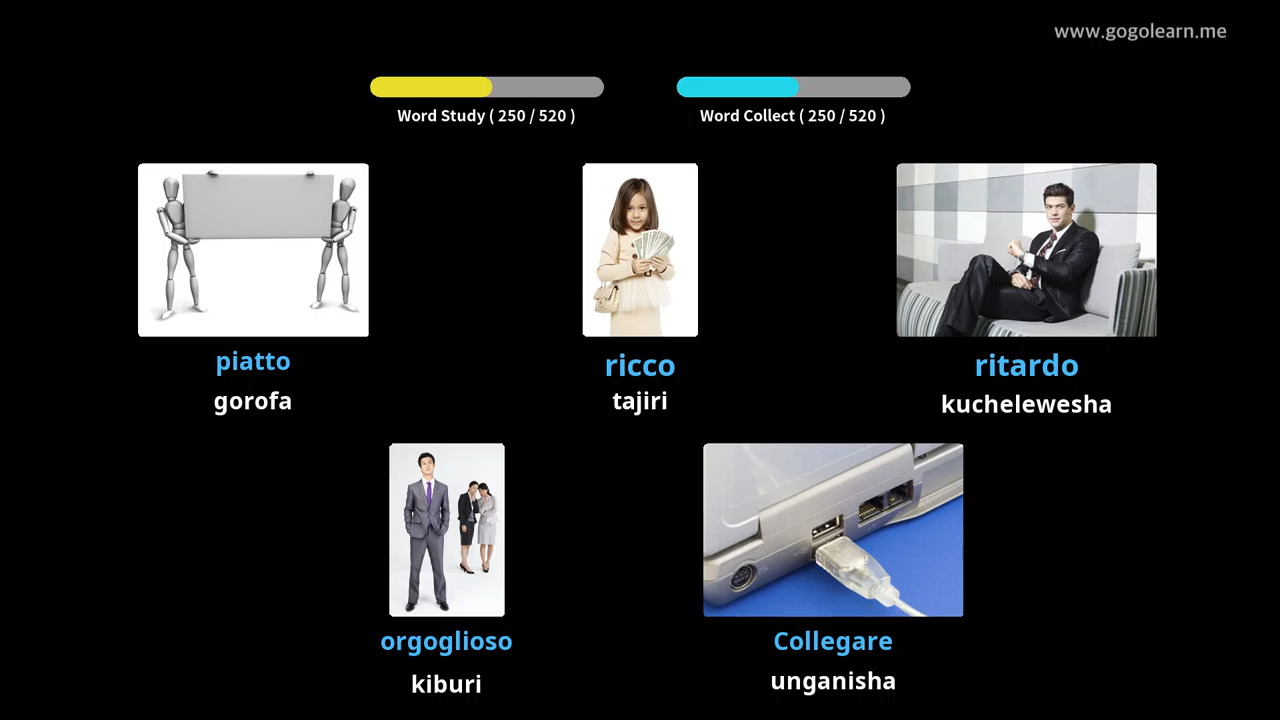 www.gogolearn.me
Word Study ( 250 / 520 )
Word Collect ( 250 / 520 )
piatto
gorofa
ricco
tajiri
ritardo
kuchelewesha
orgoglioso
kiburi
Collegare
unganisha